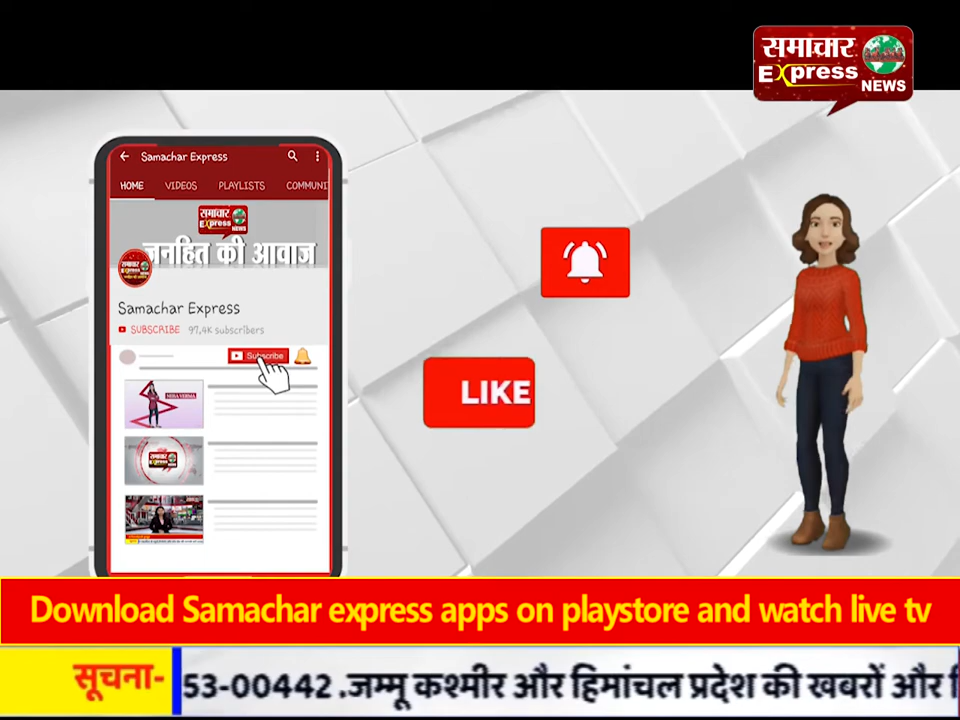 समाचार
Express
NEWS
Samachar Express
HOME VIDEOS PLAYLISTS COMMUNI
समाचार
Express
NEWS
जनहित की आवाज
Samachar Express
SUBSCRIBE 97.4K subscribers
Subscribe
LIKE
Download Samachar express apps on playstore and watch live tv
सूचना- 53-00442 .जम्मू कश्मीर और हिमांचल प्रदेश की खबरों और